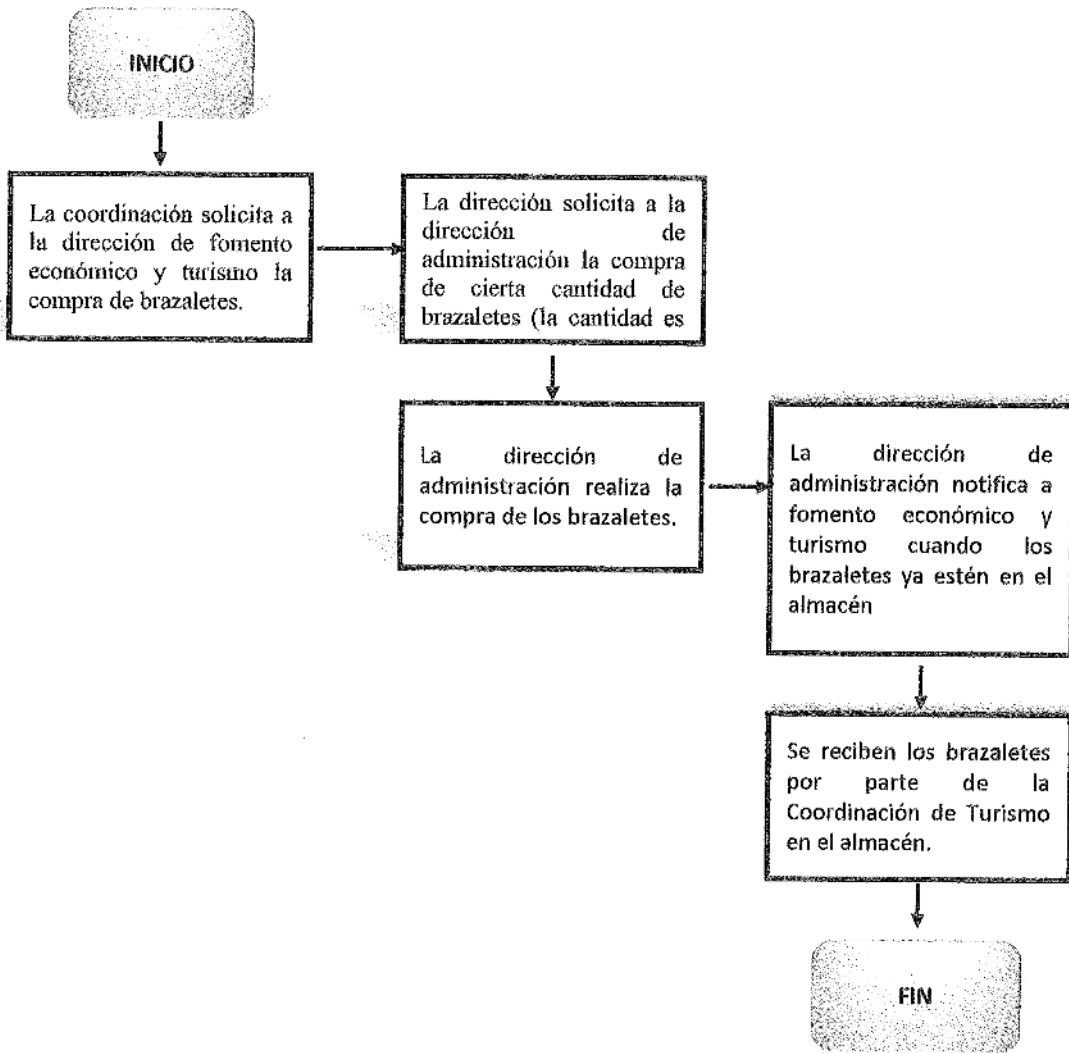 INICIO
La coordinación solicita a
la dirección de fomento
económico y turismo la
compra de brazaletes.
La dirección solicita a la
dirección de
administración la compra
de cierta cantidad de
brazaletes (la cantidad es
La dirección de
administración realiza la
compra de los brazaletes.
La dirección de
administración notifica a
fomento económico y
turismo cuando los
brazaletes ya estén en el
almacén
Se reciben los brazaletes
por parte de la
Coordinación de Turismo
en el almacén.
FIN